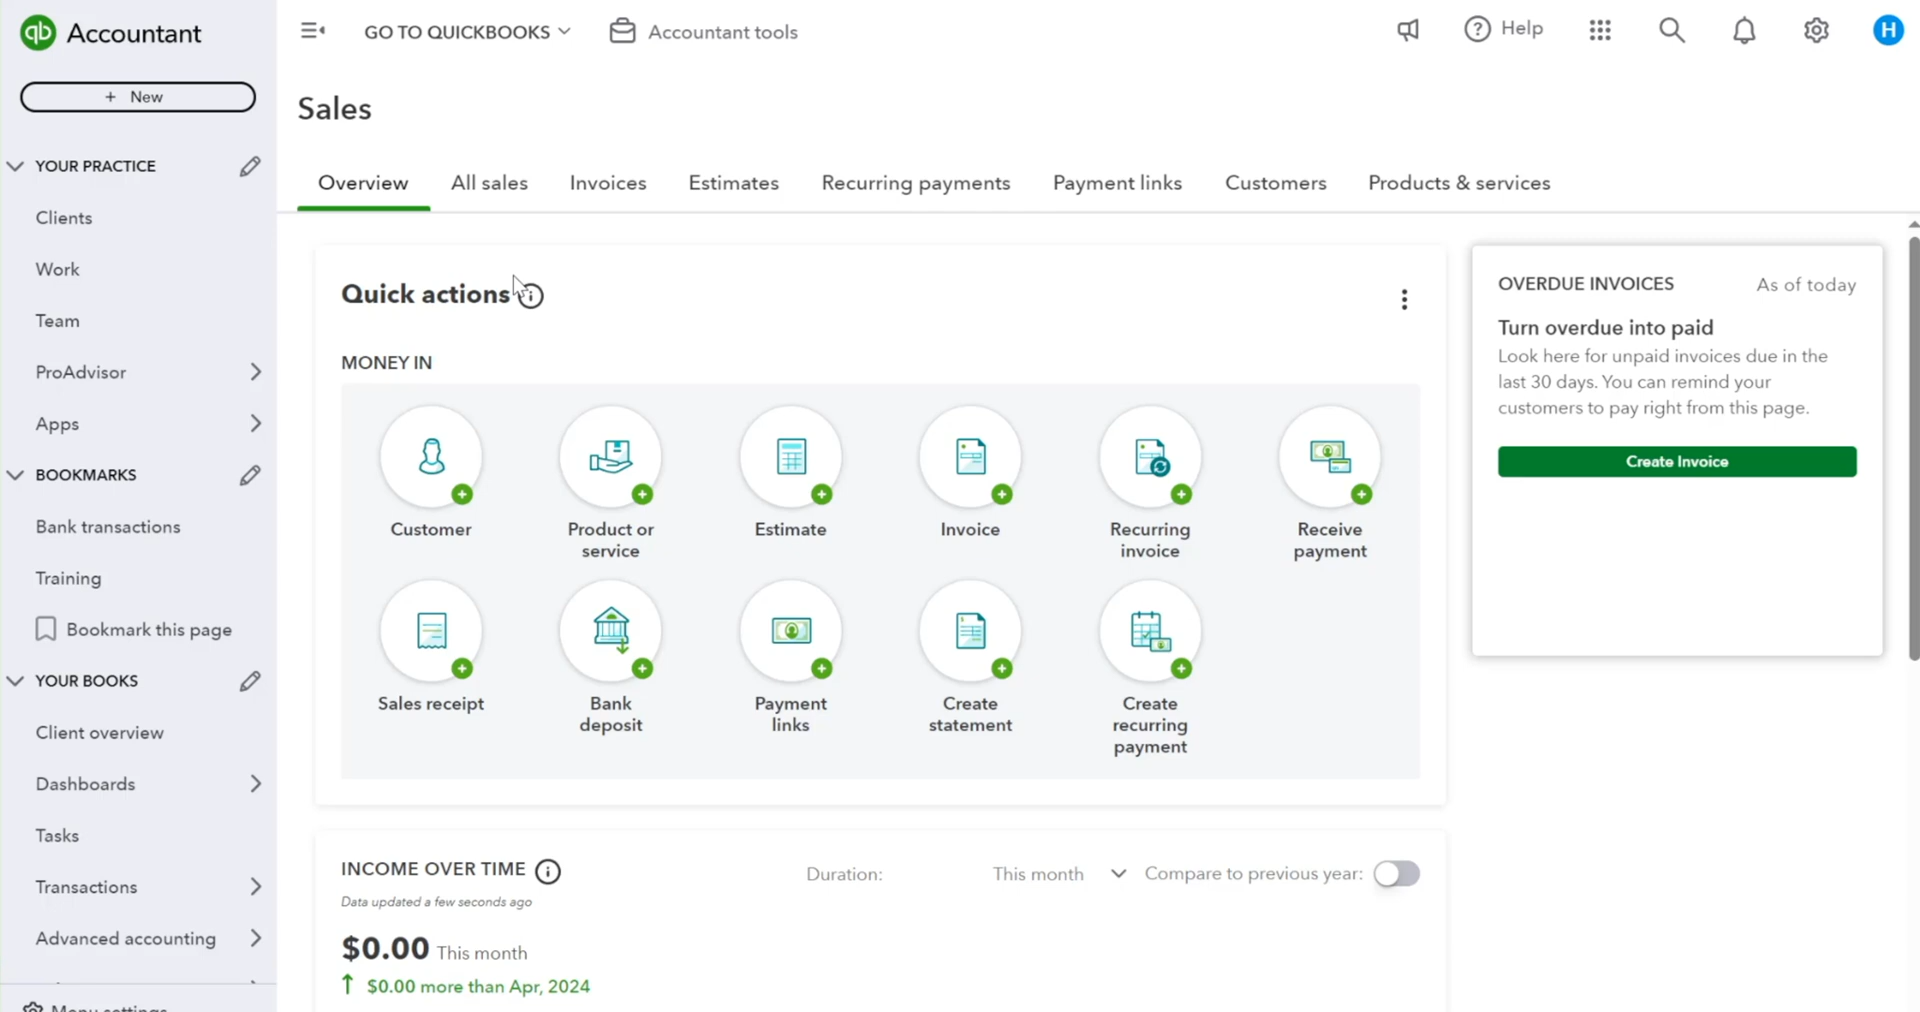 qb Accountant
GO TO QUICKBOOKS
Accountant tools
Help
H
+ New
Sales
YOUR PRACTICE
Clients
Work
Team
ProAdvisor
Apps
BOOKMARKS
Bank transactions
Training
Bookmark this page
YOUR BOOKS
Client overview
Dashboards
Tasks
Transactions
Advanced accounting
Menu settings
Overview
All sales
Invoices
Estimates
Recurring payments
Payment links
Customers
Products & services
Quick actions
MONEY IN
Customer
Product or
service
Estimate
Invoice
Recurring
invoice
Receive
payment
Sales receipt
Bank
deposit
Payment
links
Create
statement
Create
recurring
payment
INCOME OVER TIME
Duration:
This month
Compare to previous year:
Data updated a few seconds ago
$0.00 This month
$0.00 more than Apr, 2024
OVERDUE INVOICES
As of today
Turn overdue into paid
Look here for unpaid invoices due in the
last 30 days. You can remind your
customers to pay right from this page.
Create Invoice